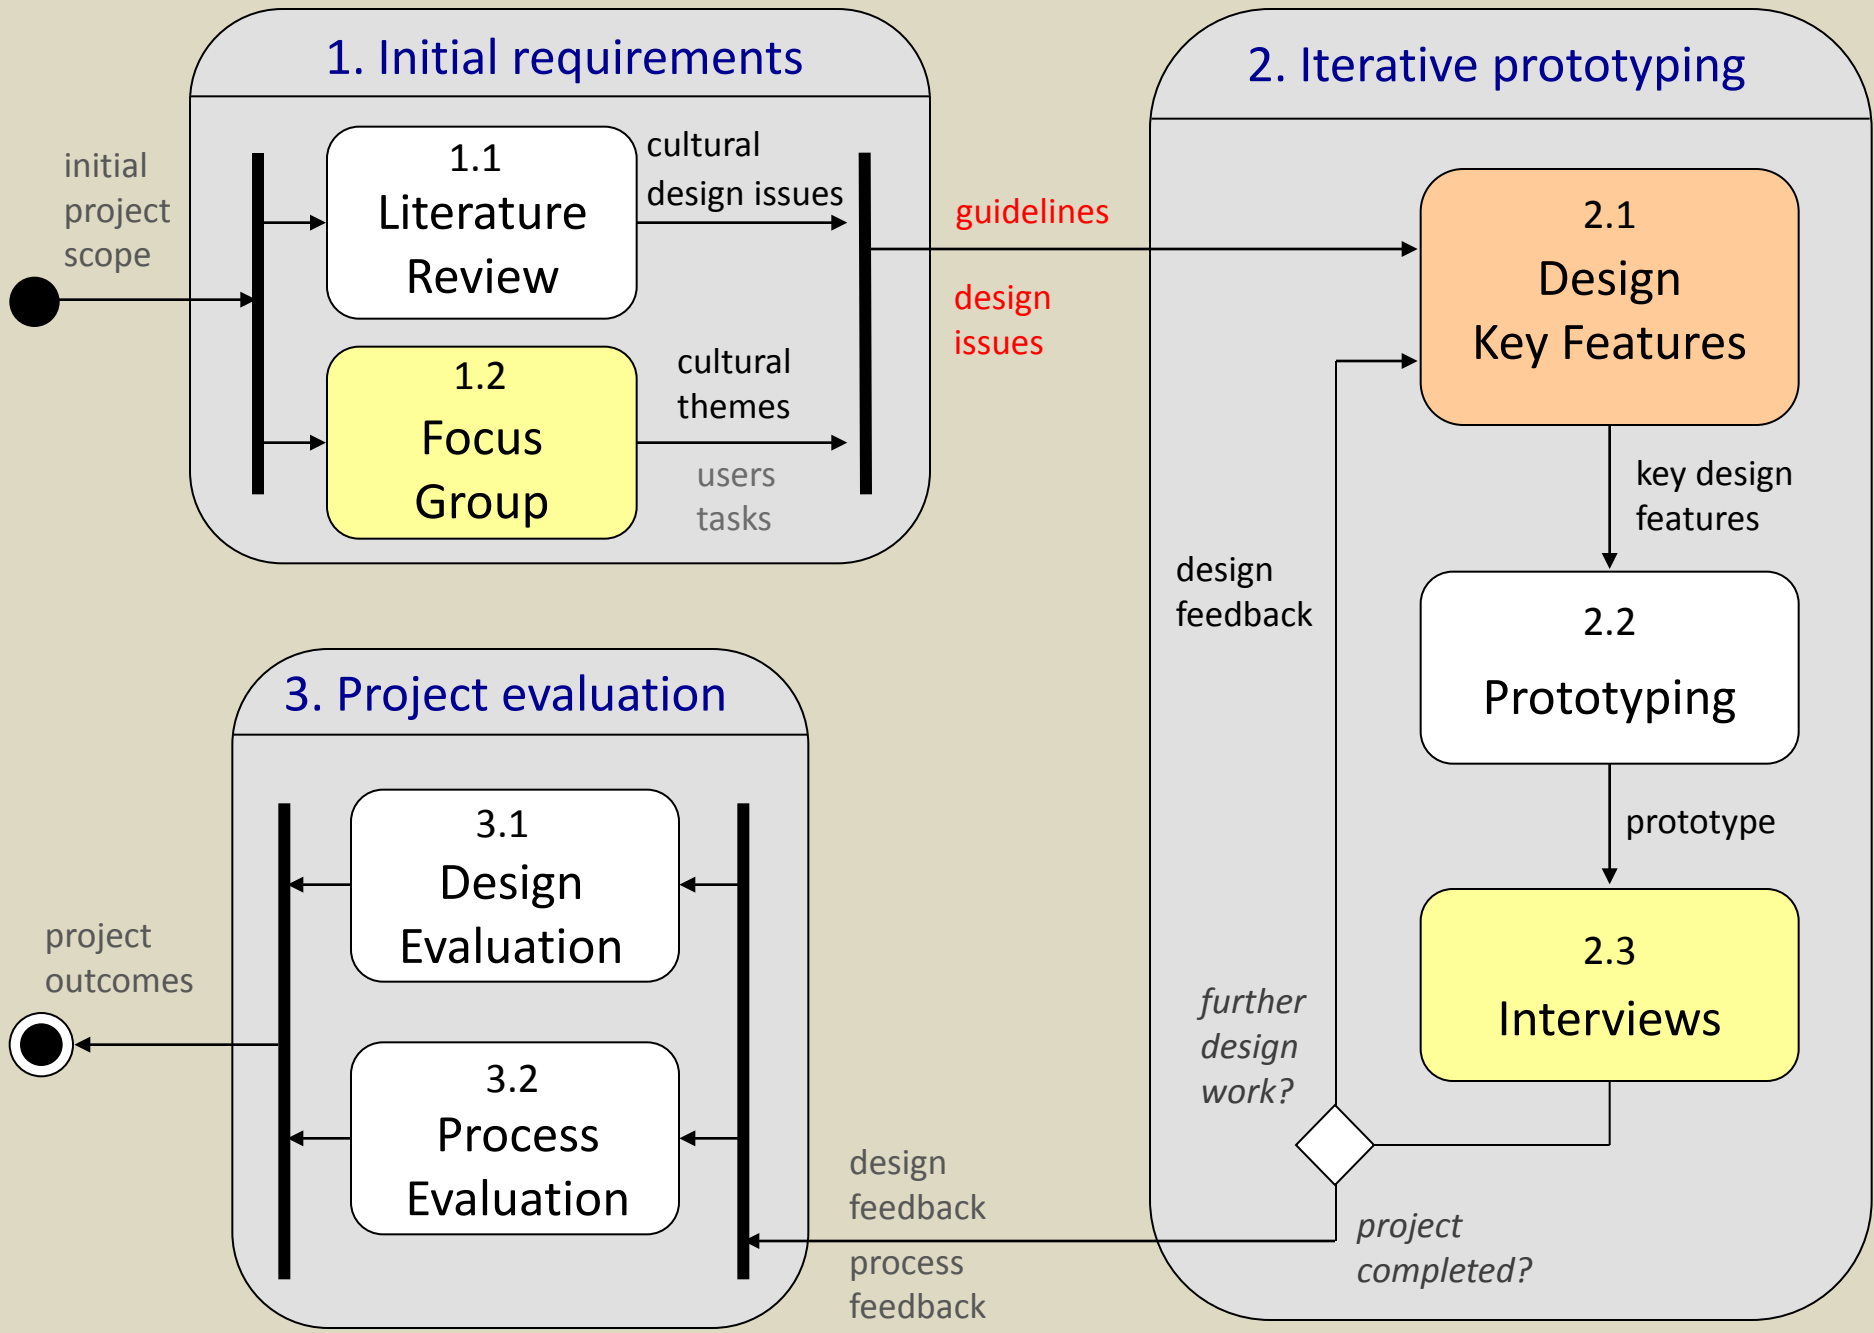 1. Initial requirements
initial
project
scope
1.1
Literature
Review
cultural
design issues
1.2
Focus
Group
cultural
themes
users
tasks
guidelines
design
issues
2. Iterative prototyping
2.1
Design
Key Features
key design
features
design
feedback
2.2
Prototyping
prototype
2.3
Interviews
further
design
work?
project
completed?
design
feedback
process
feedback
3. Project evaluation
3.1
Design
Evaluation
3.2
Process
Evaluation
project
outcomes